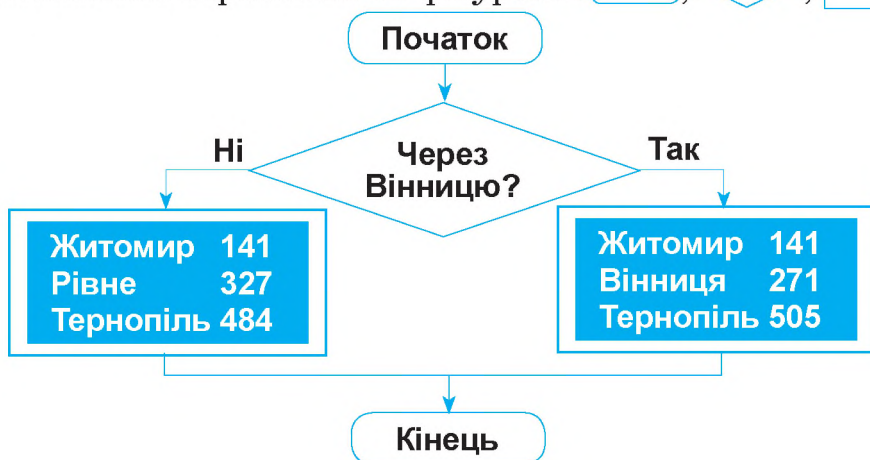 Початок
Через
Вінницю?
Ні
Так
Житомир 141
Рівне 327
Тернопіль 484
Житомир 141
Вінниця 271
Тернопіль 505
Кінець